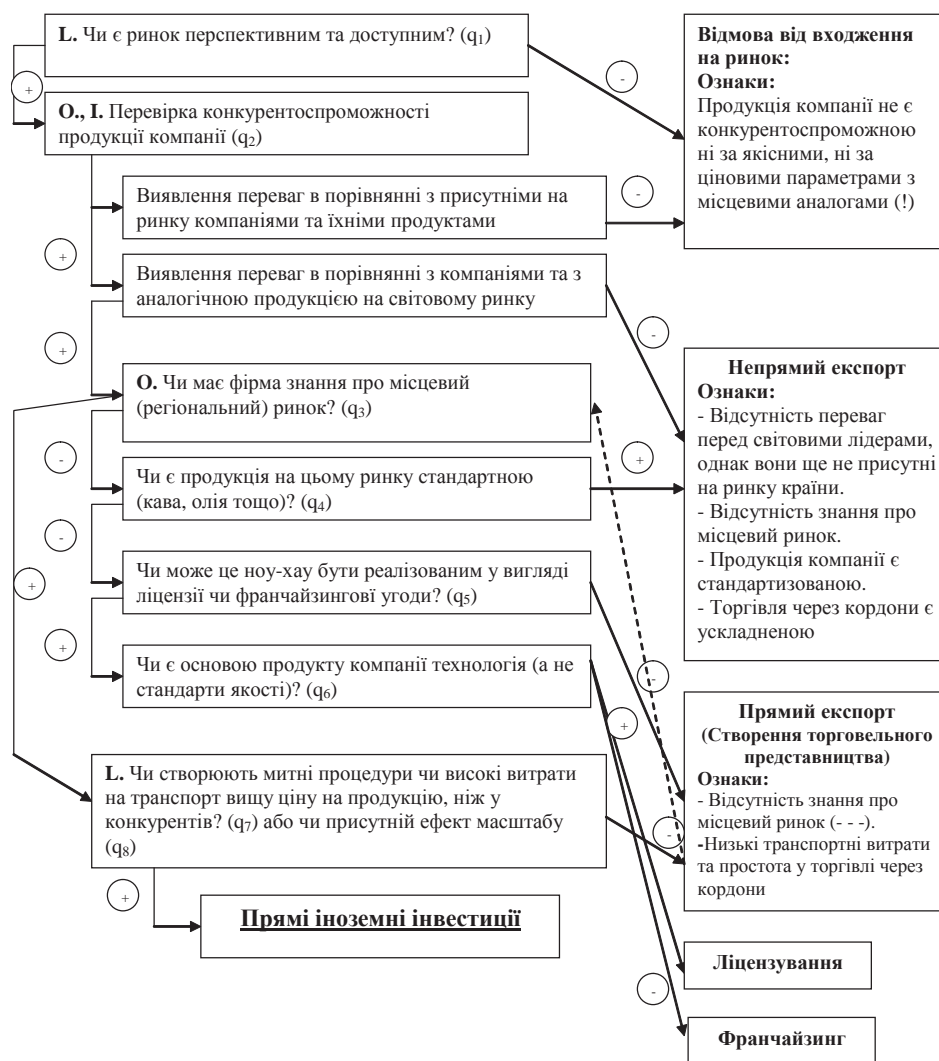 L. Чи є ринок перспективним та доступним? (q1)
-
Відмова від входження
на ринок:
Ознаки:
Продукція компанії не є
конкурентоспроможною
ні за якісними, ні за
ціновими параметрами з
місцевими аналогами (!)
+
O., I. Перевірка конкурентоспроможності
продукції компанії (q2)
Виявлення переваг в порівнянні з присутніми на
ринку компаніями та їхніми продуктами
-
+
Виявлення переваг в порівнянні з компаніями та з
аналогічною продукцією на світовому ринку
-
+
Непрямий експорт
Ознаки:
- Відсутність переваг
перед світовими лідерами,
однак вони ще не присутні
на ринку країни.
- Відсутність знання про
місцевий ринок.
- Продукція компанії є
стандартизованою.
- Торгівля через кордони є
ускладненою
O. Чи має фірма знання про місцевий
(регіональний) ринок? (q3)
-
+
Чи є продукція на цьому ринку стандартною
(кава, олія тощо)? (q4)
-
Чи може це ноу-хау бути реалізованим у вигляді
ліцензії чи франчайзингові угоди? (q5)
+
+
Чи є основою продукту компанії технологія (а не
стандарти якості)? (q6)
-
+
Прямий експорт
(Створення торговельного
представництва)
Ознаки:
- Відсутність знання про
місцевий ринок (- - -).
-Низькі транспортні витрати
та простота у торгівлі через
кордони
L. Чи створюють митні процедури чи високі витрати
на транспорт вищу ціну на продукцію, ніж у
конкурентів? (q7) або чи присутній ефект масштабу
(q8)
-
+
Прямі іноземні інвестиції
Ліцензування
-
Франчайзинг